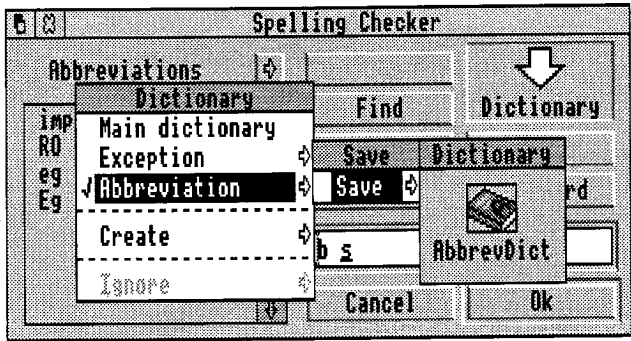 Spelling Checker
Abbreviations
Find
Dictionary
Dictionary
Main dictionary
Exception
√Abbreviation
Create
Ignore
imp
RO
eg
Eg
Save
Save
Dictionary
AbbrevDict
rd
b s
Cancel
Ok